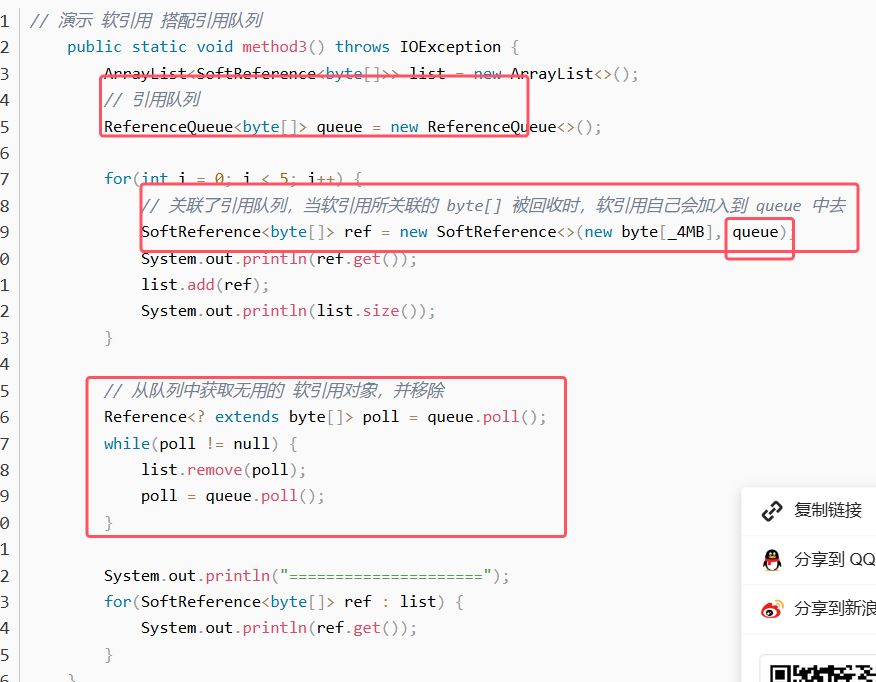 1 // 演示 软引用 搭配引用队列
2 public static void method3() throws IOException {
3 ArrayList<SoftReference<byte[]>> list = new ArrayList<>();
4 // 引用队列
5 ReferenceQueue<byte[]> queue = new ReferenceQueue<>();
6
7 for(int i = 0; i < 5; i++) {
8 // 关联了引用队列，当软引用所关联的 byte[] 被回收时，软引用自己会加入到 queue 中去
9 SoftReference<byte[]> ref = new SoftReference<>(new byte[_4MB], queue);
0 System.out.println(ref.get());
1 list.add(ref);
2 System.out.println(list.size());
3 }
4
5 // 从队列中获取无用的 软引用对象，并移除
6 Reference<? extends byte[]> poll = queue.poll();
7 while(poll != null) {
8 list.remove(poll);
9 poll = queue.poll();
0 }
1
2 System.out.println("=====================");
3 for(SoftReference<byte[]> ref : list) {
4 System.out.println(ref.get());
5 }
6 }
复制链接
分享到 QQ
分享到新浪